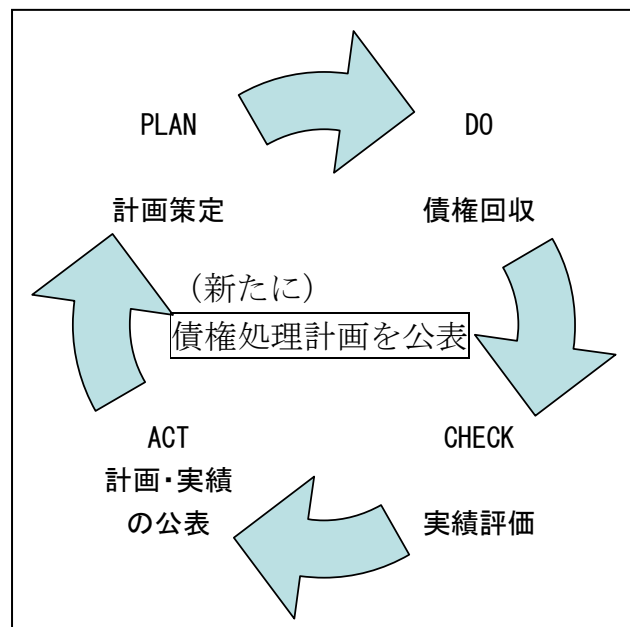 PLAN
DO
計画策定
債権回収
（新たに）
債権処理計画を公表
ACT
CHECK
計画・実績
の公表
実績評価